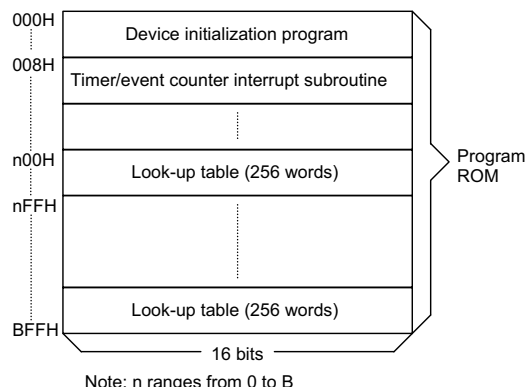 000H
Device initialization program
008H
Timer/event counter interrupt subroutine
n00H
Look-up table (256 words)
nFFH
Program
ROM
Look-up table (256 words)
BFFH
16 bits
Note: n ranges from 0 to B